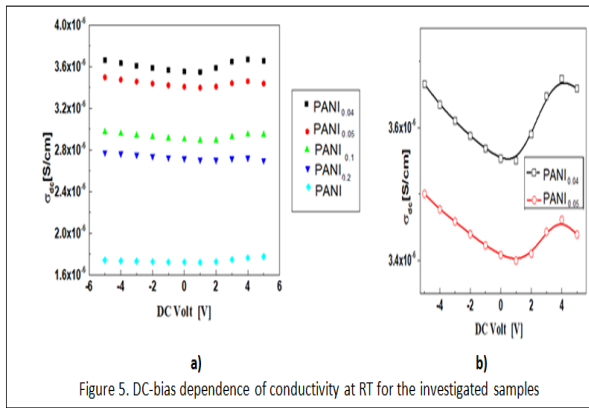 4.0x10⁻⁶
3.6x10⁻⁶
3.2x10⁻⁶
2.8x10⁻⁶
2.4x10⁻⁶
2.0x10⁻⁶
1.6x10⁻⁶
σdc[S/cm]
-6 -4 -2 0 2 4 6
DC Volt [V]
PANI0.04
PANI0.05
PANI0.1
PANI0.2
PANI
a)
3.6x10⁻⁶
3.4x10⁻⁶
σdc[S/cm]
-4 -2 0 2 4
DC Volt [V]
PANI0.04
PANI0.05
b)
Figure 5. DC-bias dependence of conductivity at RT for the investigated samples